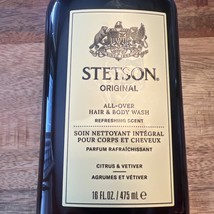 STETSON
ORIGINAL
ALL-OVER
HAIR & BODY WASH
REFRESHING SCENT
SOIN NETTOYANT INTÉGRAL
POUR CORPS ET CHEVEUX
PARFUM RAFRAÎCHISSANT
CITRUS & VETIVER
AGRUMES ET VÉTIVER
16 FL.OZ. / 475 mL e